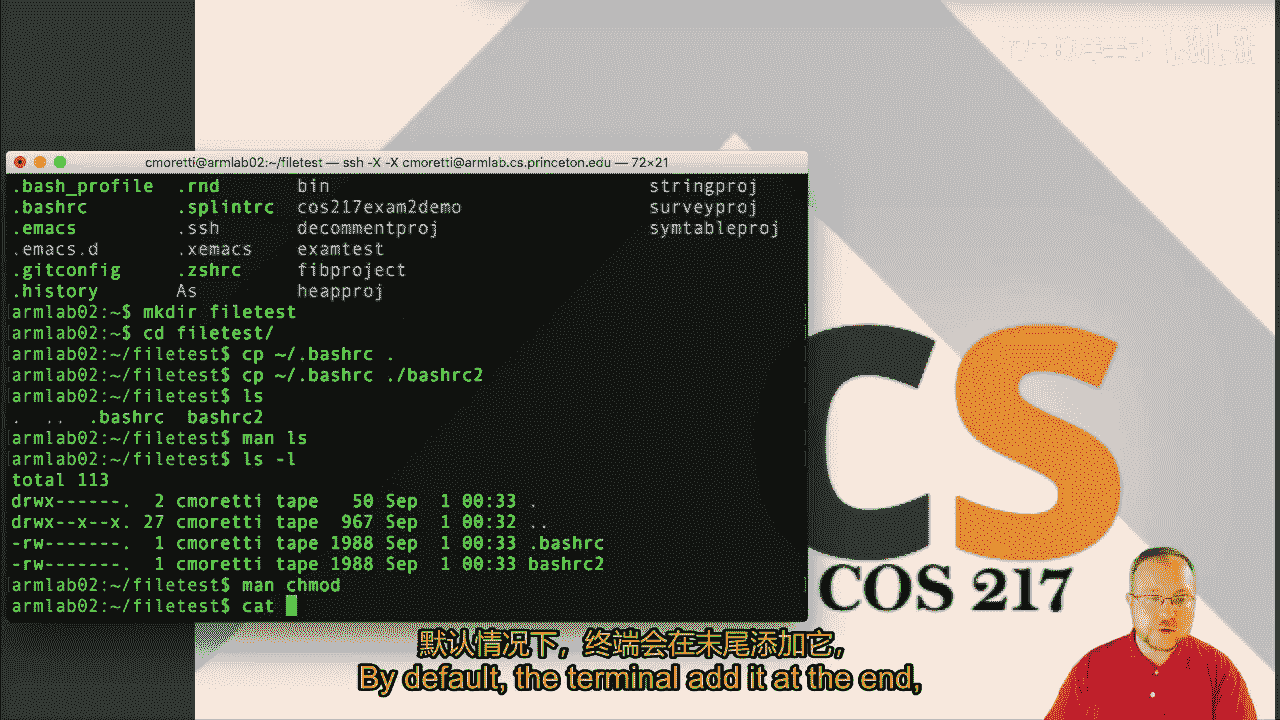 cmoretti@armlab02:~/filetest — ssh -X -X cmoretti@armlab.cs.princeton.edu — 72×21
.bash_profile .rnd bin stringproj
.bashrc .splintrc cos217exam2demo surveyproj
.emacs .ssh decommentproj symtableproj
.emacs.d .xemacs examtest
.gitconfig .zshrc fibproject
.history As heapproj
armlab02:~$ mkdir filetest
armlab02:~$ cd filetest/
armlab02:~/filetest$ cp ~/.bashrc .
armlab02:~/filetest$ cp ~/.bashrc ./bashrc2
armlab02:~/filetest$ ls
. .. .bashrc bashrc2
armlab02:~/filetest$ man ls
armlab02:~/filetest$ ls -l
total 113
drwx------. 2 cmoretti tape 50 Sep 1 00:33 .
drwx--x--x. 27 cmoretti tape 967 Sep 1 00:32 ..
-rw-------. 1 cmoretti tape 1988 Sep 1 00:33 .bashrc
-rw-------. 1 cmoretti tape 1988 Sep 1 00:33 bashrc2
armlab02:~/filetest$ man chmod
armlab02:~/filetest$ cat
CS
COS 217
默认情况下，终端会在末尾添加它，
By default, the terminal add it at the end,